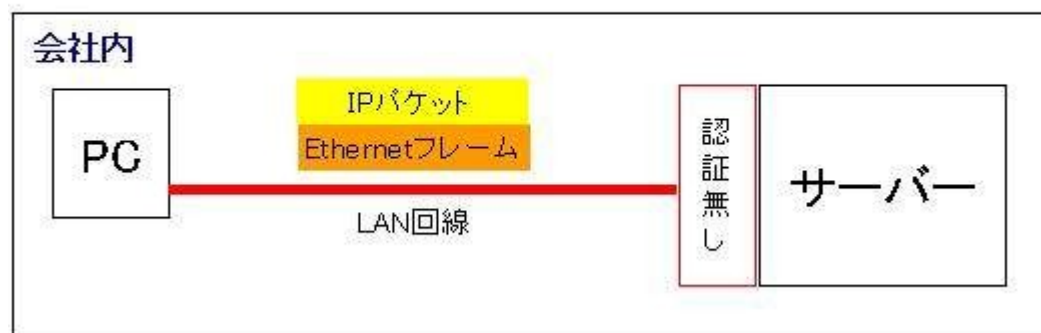 会社内
IPパケット
Ethernetフレーム
PC
LAN回線
認証無し
サーバー